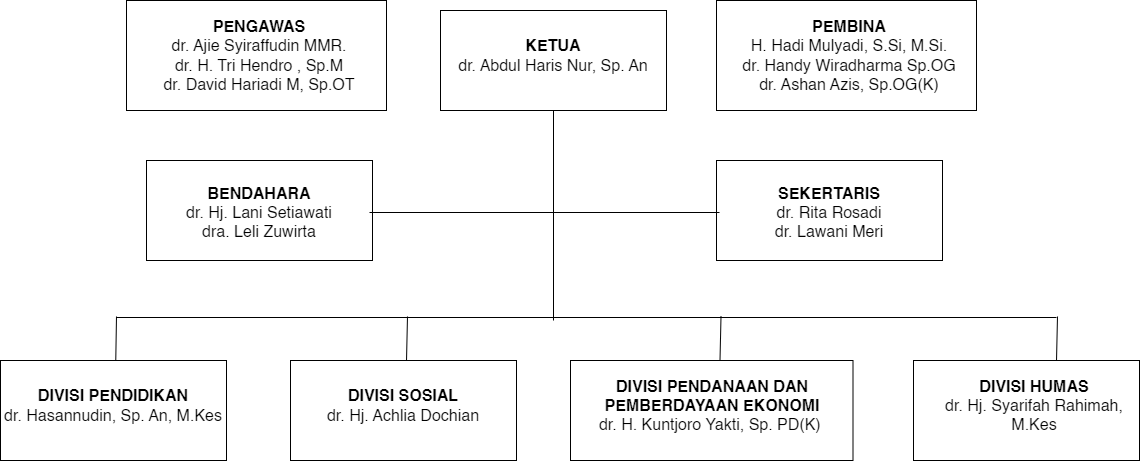 PENGAWAS
dr. Ajie Syiraffudin MMR.
dr. H. Tri Hendro , Sp.M
dr. David Hariadi M, Sp.OT
KETUA
dr. Abdul Haris Nur, Sp. An
PEMBINA
H. Hadi Mulyadi, S.Si, M.Si.
dr. Handy Wiradharma Sp.OG
dr. Ashan Azis, Sp.OG(K)
BENDAHARA
dr. Hj. Lani Setiawati
dra. Leli Zuwirta
SEKERTARIS
dr. Rita Rosadi
dr. Lawani Meri
DIVISI PENDIDIKAN
dr. Hasannudin, Sp. An, M.Kes
DIVISI SOSIAL
dr. Hj. Achlia Dochian
DIVISI PENDANAAN DAN
PEMBERDAYAAN EKONOMI
dr. H. Kuntjoro Yakti, Sp. PD(K)
DIVISI HUMAS
dr. Hj. Syarifah Rahimah,
M.Kes